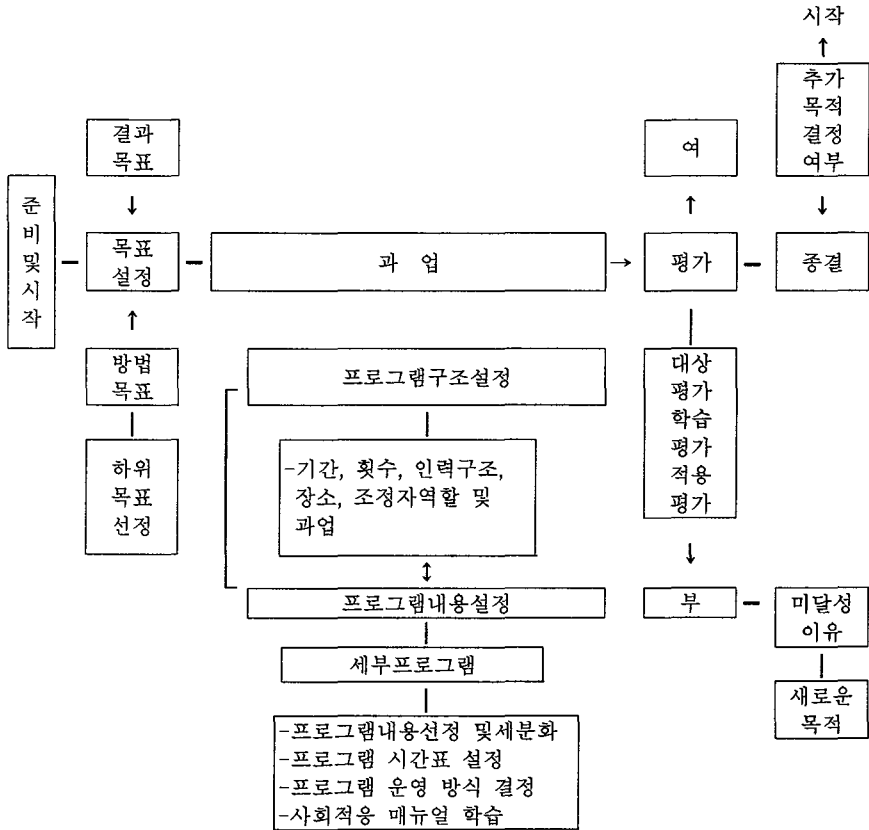 시작
↑
추가
목적
결정
여부
↓
결과
목표
↓
여
↑
준
비
및
시
작
목표
설정
과 업
→
평가
종결
↑
방법
목표
하위
목표
선정
프로그램구조설정
-기간, 횟수, 인력구조,
장소, 조정자역할 및
과업
↕
프로그램내용설정
세부프로그램
-프로그램내용선정 및세분화
-프로그램 시간표 설정
-프로그램 운영 방식 결정
-사회적응 매뉴얼 학습
대상
평가
학습
평가
적용
평가
↓
부
미달성
이유
새로운
목적